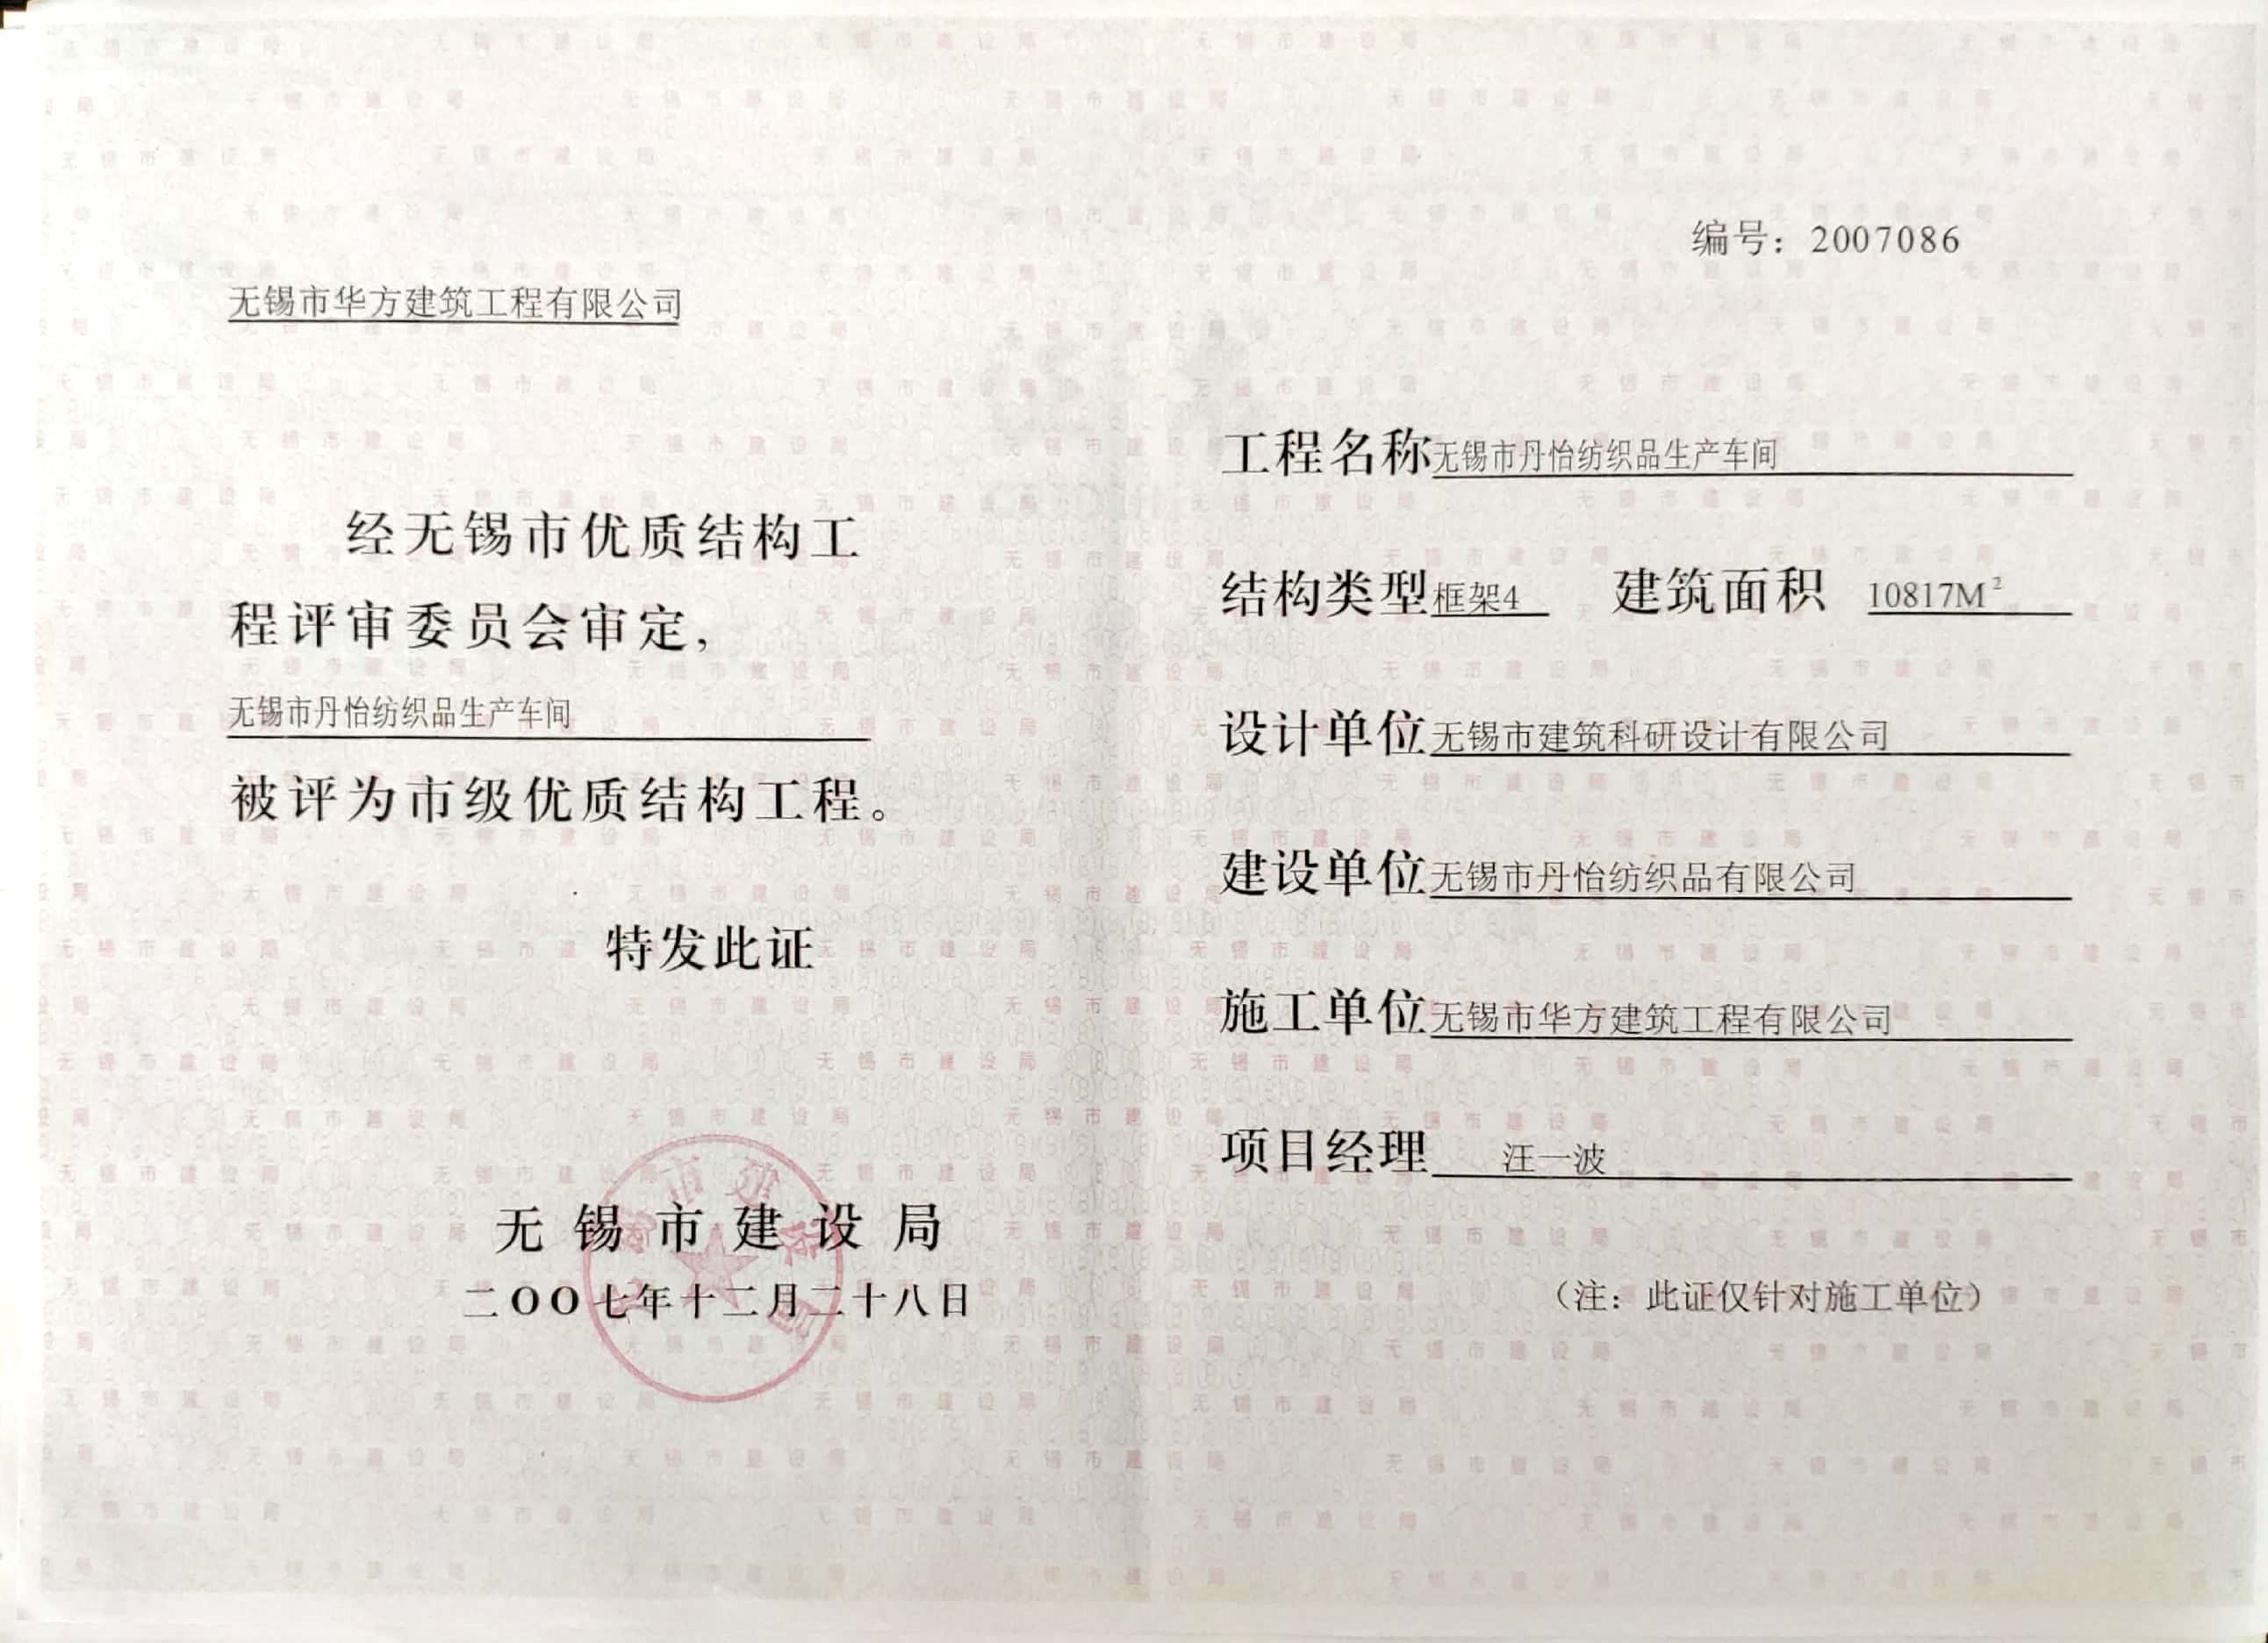 无锡市华方建筑工程有限公司
经无锡市优质结构工
程评审委员会审定，
无锡市丹怡纺织品生产车间
被评为市级优质结构工程。
特发此证
无锡市建设局
二〇〇七年十二月二十八日
编号：2007086
工程名称无锡市丹怡纺织品生产车间
结构类型框架4 建筑面积 10817M²
设计单位无锡市建筑科研设计有限公司
建设单位无锡市丹怡纺织品有限公司
施工单位无锡市华方建筑工程有限公司
项目经理 汪一波
（注：此证仅针对施工单位）